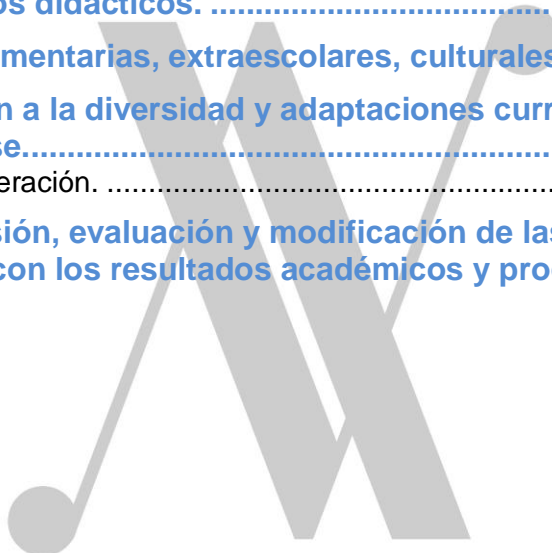 os didácticos. ..........................................
mentarias, extraescolares, culturales
n a la diversidad y adaptaciones curr
se..................................................................
eración. ......................................................
sión, evaluación y modificación de las
con los resultados académicos y pro